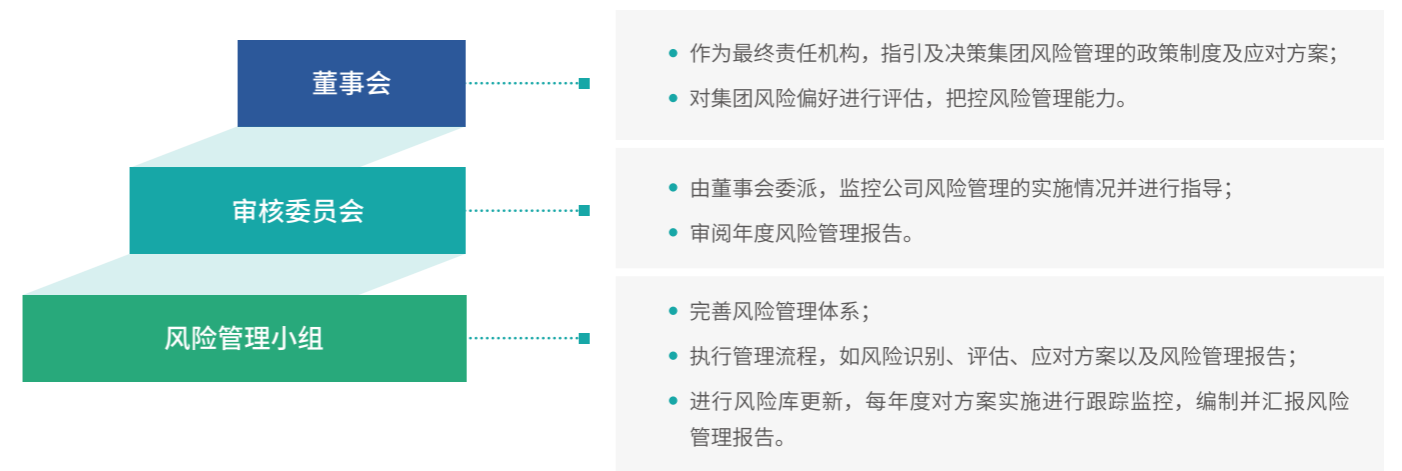 董事会
作为最终责任机构，指引及决策集团风险管理的政策制度及应对方案；
对集团风险偏好进行评估，把控风险管理能力。
审核委员会
由董事会委派，监控公司风险管理的实施情况并进行指导；
审阅年度风险管理报告。
风险管理小组
完善风险管理体系；
执行管理流程，如风险识别、评估、应对方案以及风险管理报告；
进行风险库更新，每年度对方案实施进行跟踪监控，编制并汇报风险
管理报告。